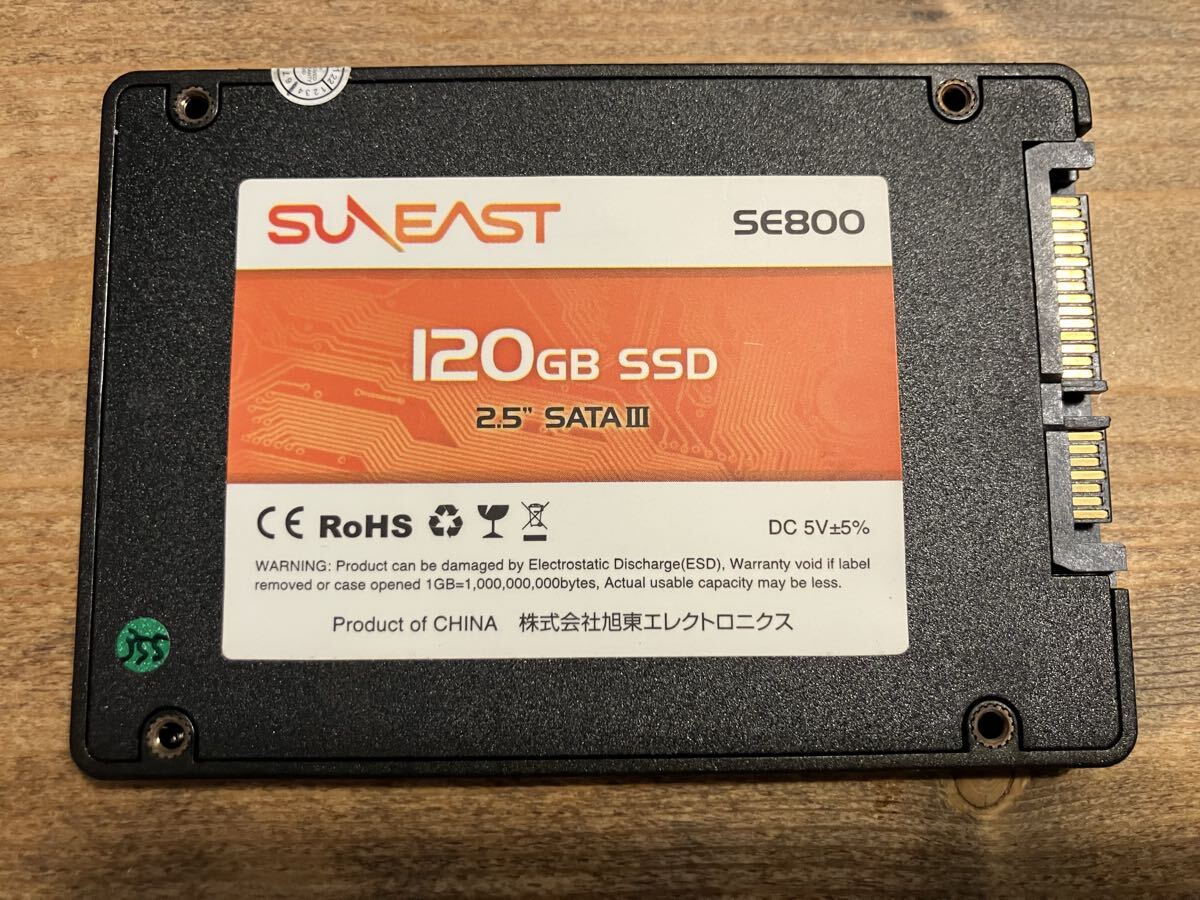 SUNEAST
SE800
120GB SSD
2.5" SATA III
CE RoHS
DC 5V±5%
WARNING: Product can be damaged by Electrostatic Discharge(ESD), Warranty void if label
removed or case opened 1GB=1,000,000,000bytes, Actual usable capacity may be less.
Product of CHINA 株式会社旭東エレクトロニクス